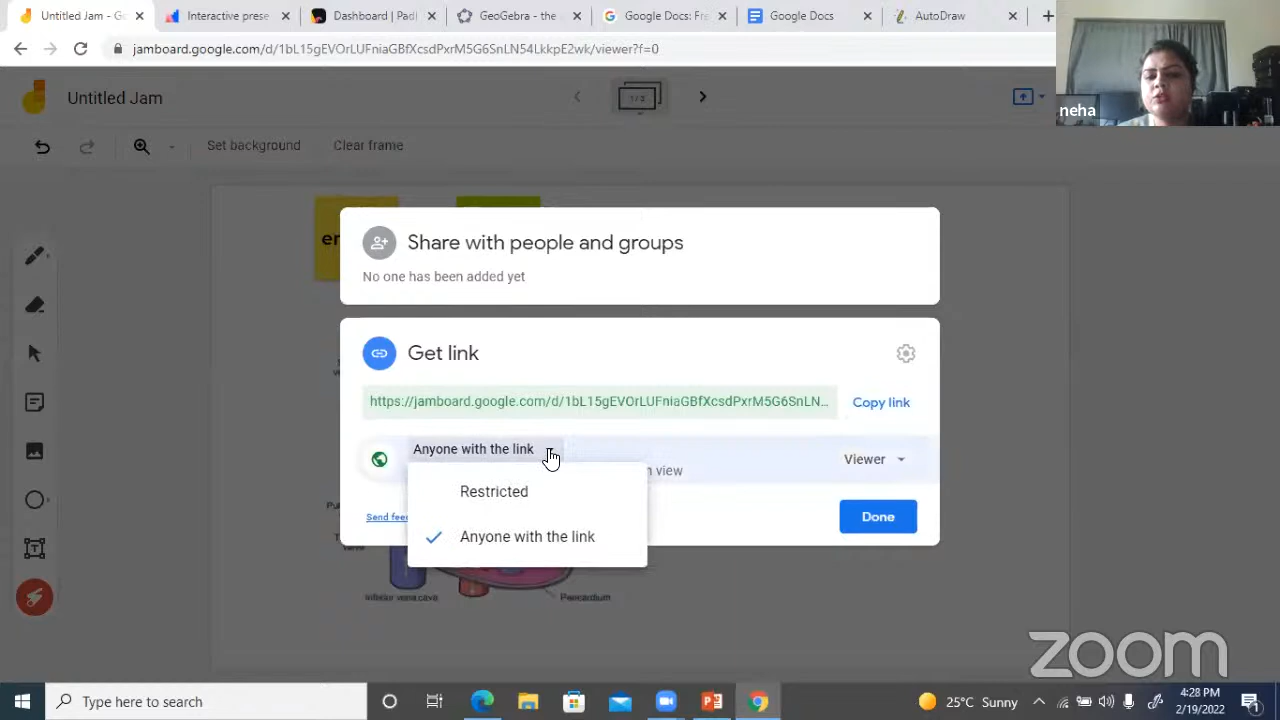 Untitled Jam - G
Interactive prese
Dashboard | Padl
GeoGebra - the
Google Docs: Fre
Google Docs
AutoDraw
jamboard.google.com/d/1bL15gEVOrLUFniaGBfXcsdPxrM5G6SnLN54LkkpE2wk/viewer?f=0
neha
Untitled Jam
Set background
Clear frame
er
Share with people and groups
No one has been added yet
Get link
https://jamboard.google.com/d/1bL15gEVOrLUFniaGBfXcsdPxrM5G6SnLN...
Copy link
Anyone with the link
n view
Viewer
Restricted
Send feed
Done
Anyone with the link
Inferior vena cava
Pericardium
zoom
Type here to search
25°C Sunny
4:28 PM
2/19/2022
1